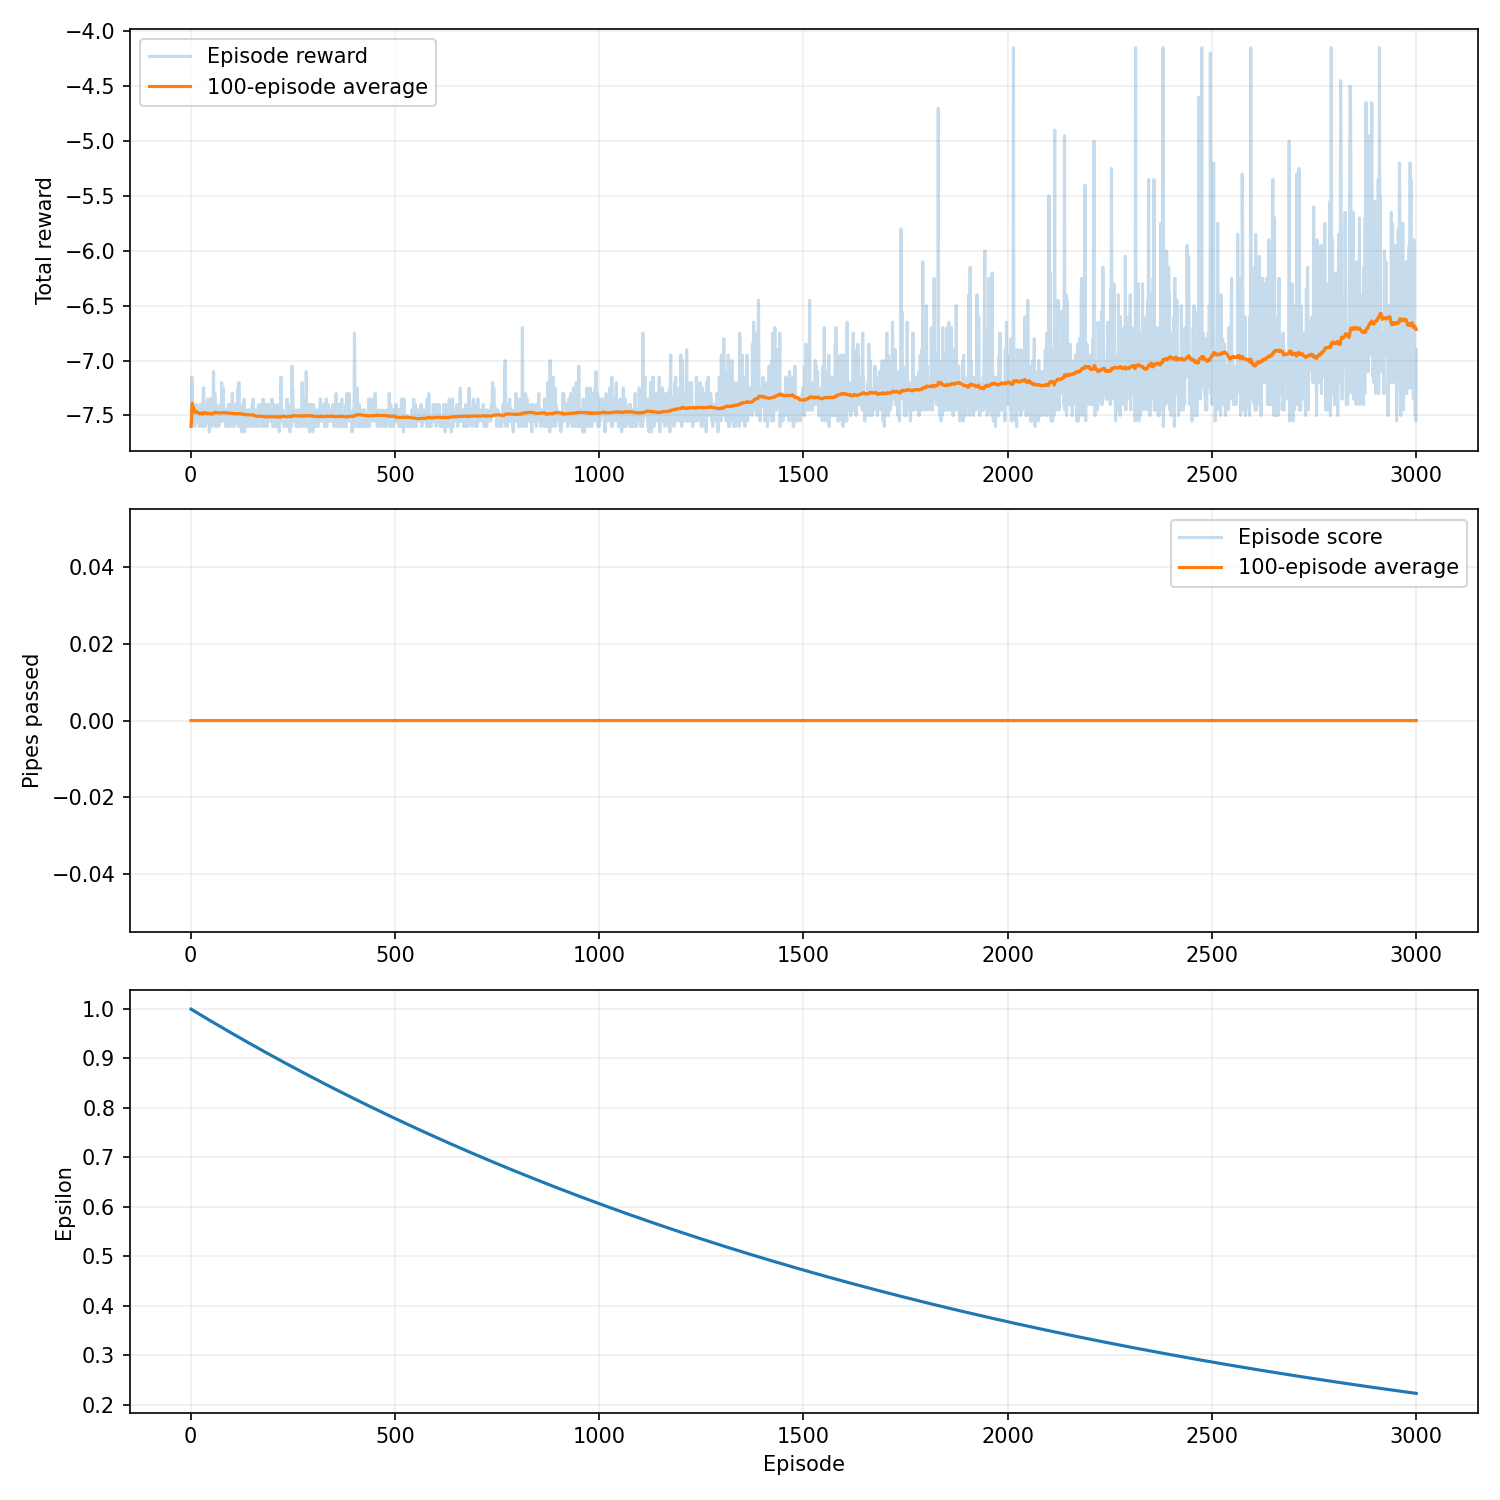 −4.0
−4.5
−5.0
−5.5
−6.0
−6.5
−7.0
−7.5
Total reward
Episode reward
100-episode average
0 500 1000 1500 2000 2500 3000
0.04
0.02
0.00
−0.02
−0.04
Pipes passed
Episode score
100-episode average
0 500 1000 1500 2000 2500 3000
1.0
0.9
0.8
0.7
0.6
0.5
0.4
0.3
0.2
Epsilon
0 500 1000 1500 2000 2500 3000
Episode